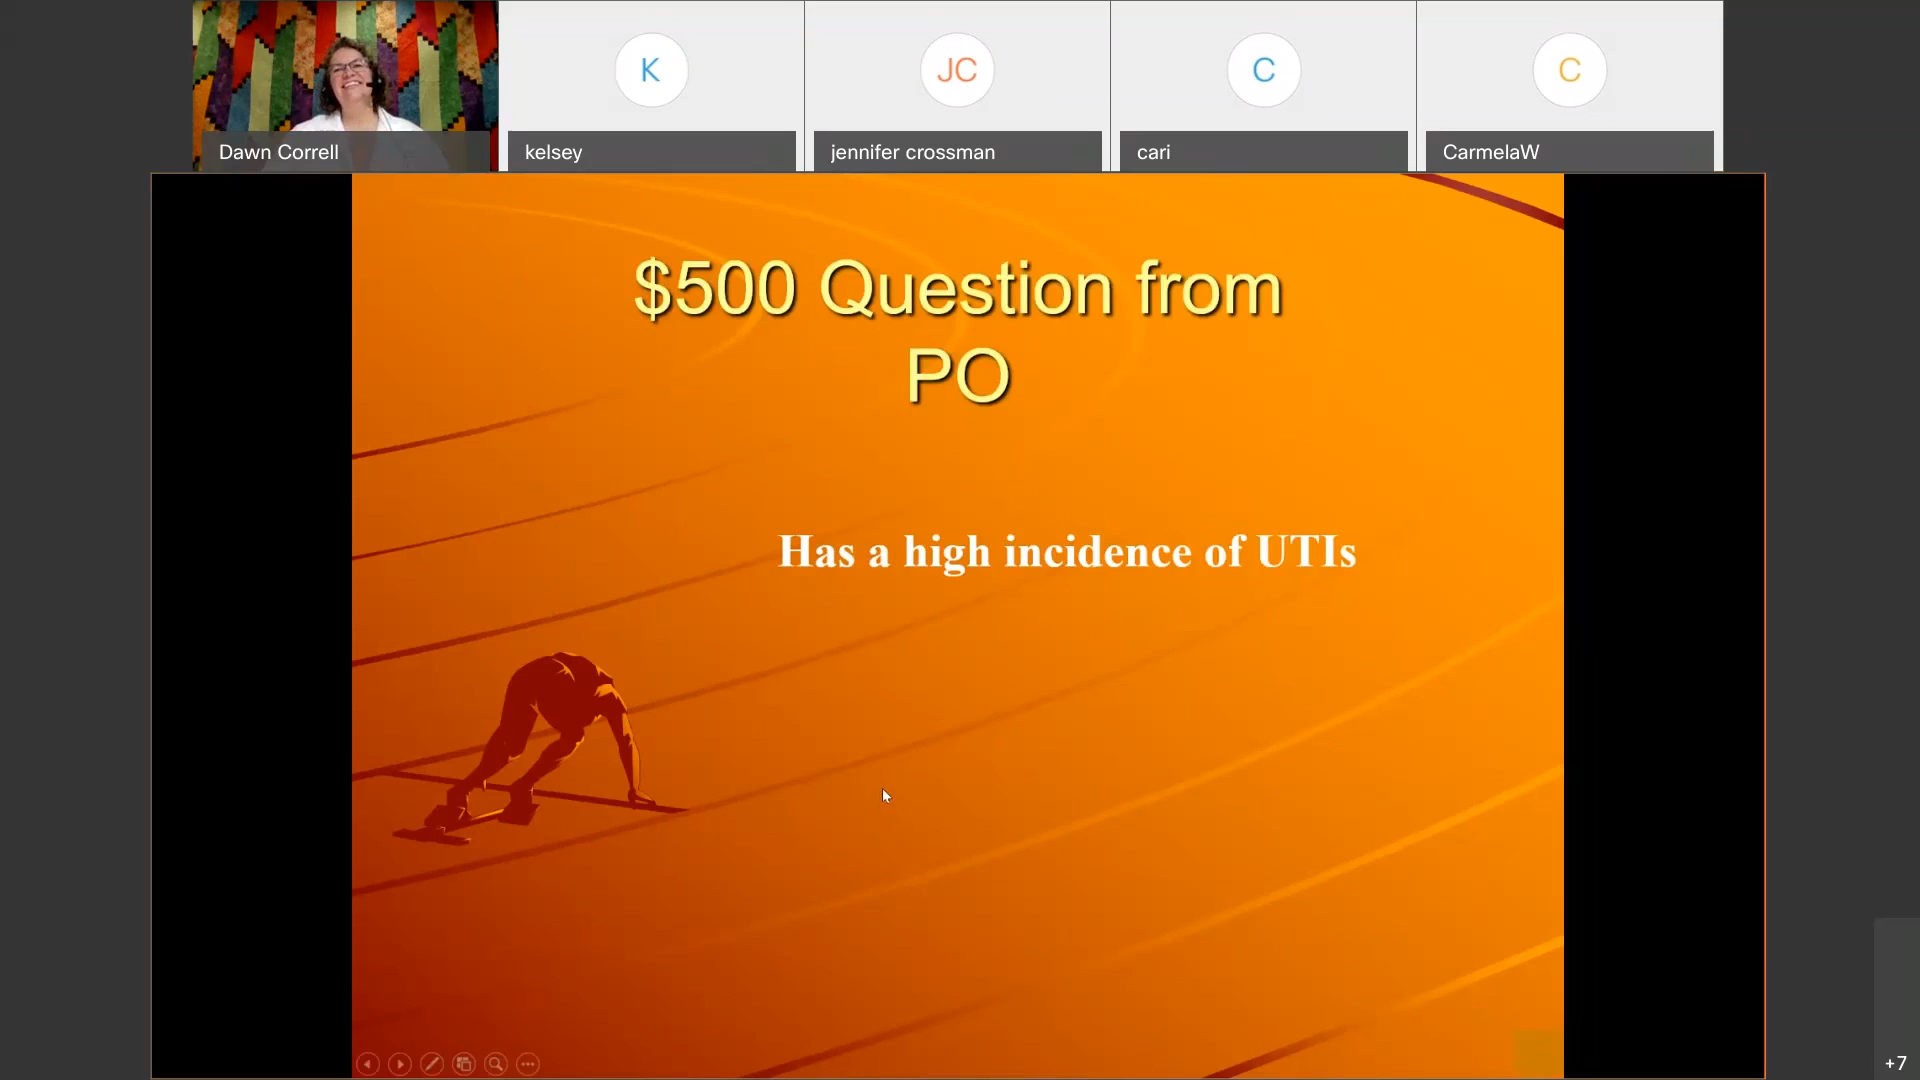 K
JC
C
C
Dawn Correll
kelsey
jennifer crossman
cari
CarmelaW
$500 Question from
PO
Has a high incidence of UTIs
+7